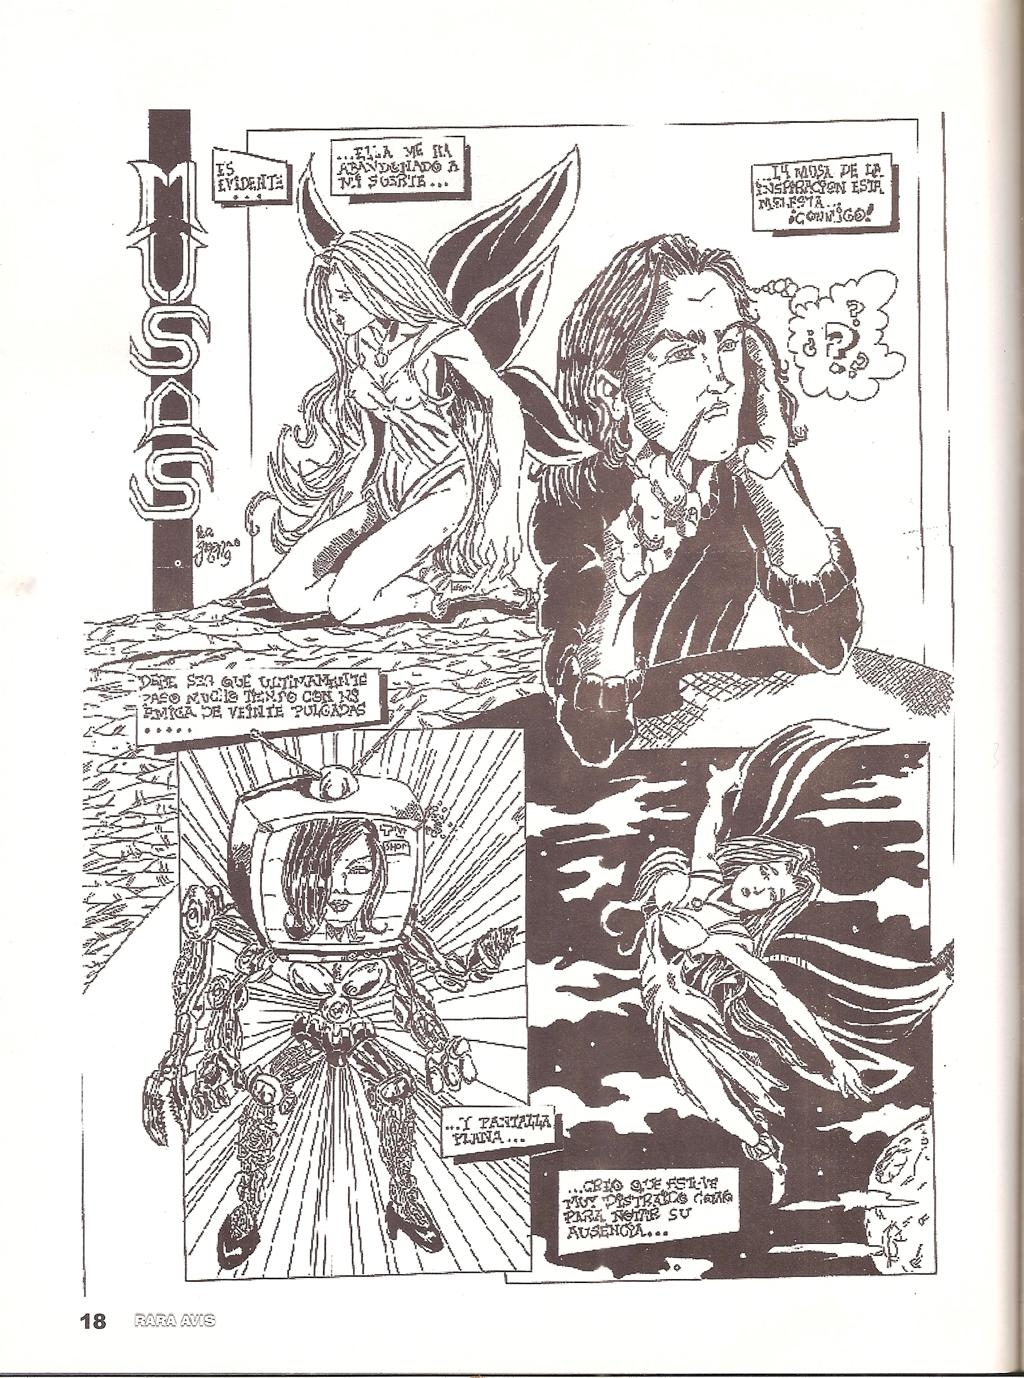 MUSAS
ES
EVIDENTE
...
...ELLA ME HA
ABANDONADO A
MI SUERTE...
...LA MUSA DE LA
INSPIRACION ESTA
MOLESTA...
¡CONMIGO!
???
POR
DEBE SER QUE ULTIMAMENTE
PASO MUCHO TIEMPO CON MI
AMIGA DE VEINTE PULGADAS
.....
TV
SHOP
...Y PANTALLA
PLANA...
...CREO QUE ESTUVE
MUY DISTRAIDO COMO
PARA NOTAR SU
AUSENCIA...
18 RARA AVIS